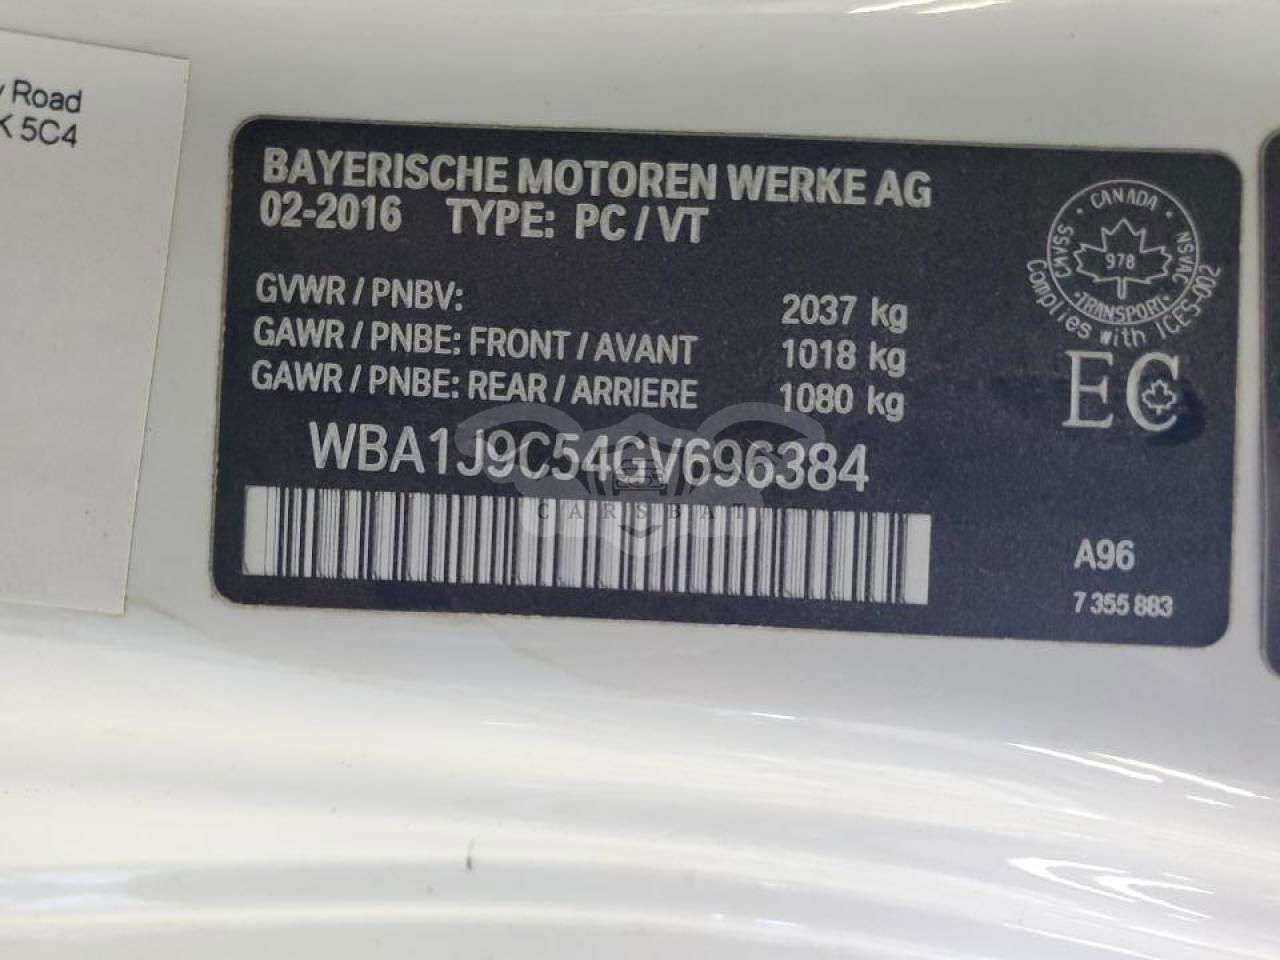 y Road
K 5C4
BAYERISCHE MOTOREN WERKE AG
02-2016 TYPE: PC / VT
GVWR / PNBV: 2037 kg
GAWR / PNBE: FRONT / AVANT 1018 kg
GAWR / PNBE: REAR / ARRIERE 1080 kg
WBA1J9C54GV696384
CARSBAT
A96
7 355 883
CANADA
CMVSS
NSVAC
978
TRANSPORT
Complies with ICES-002
EC